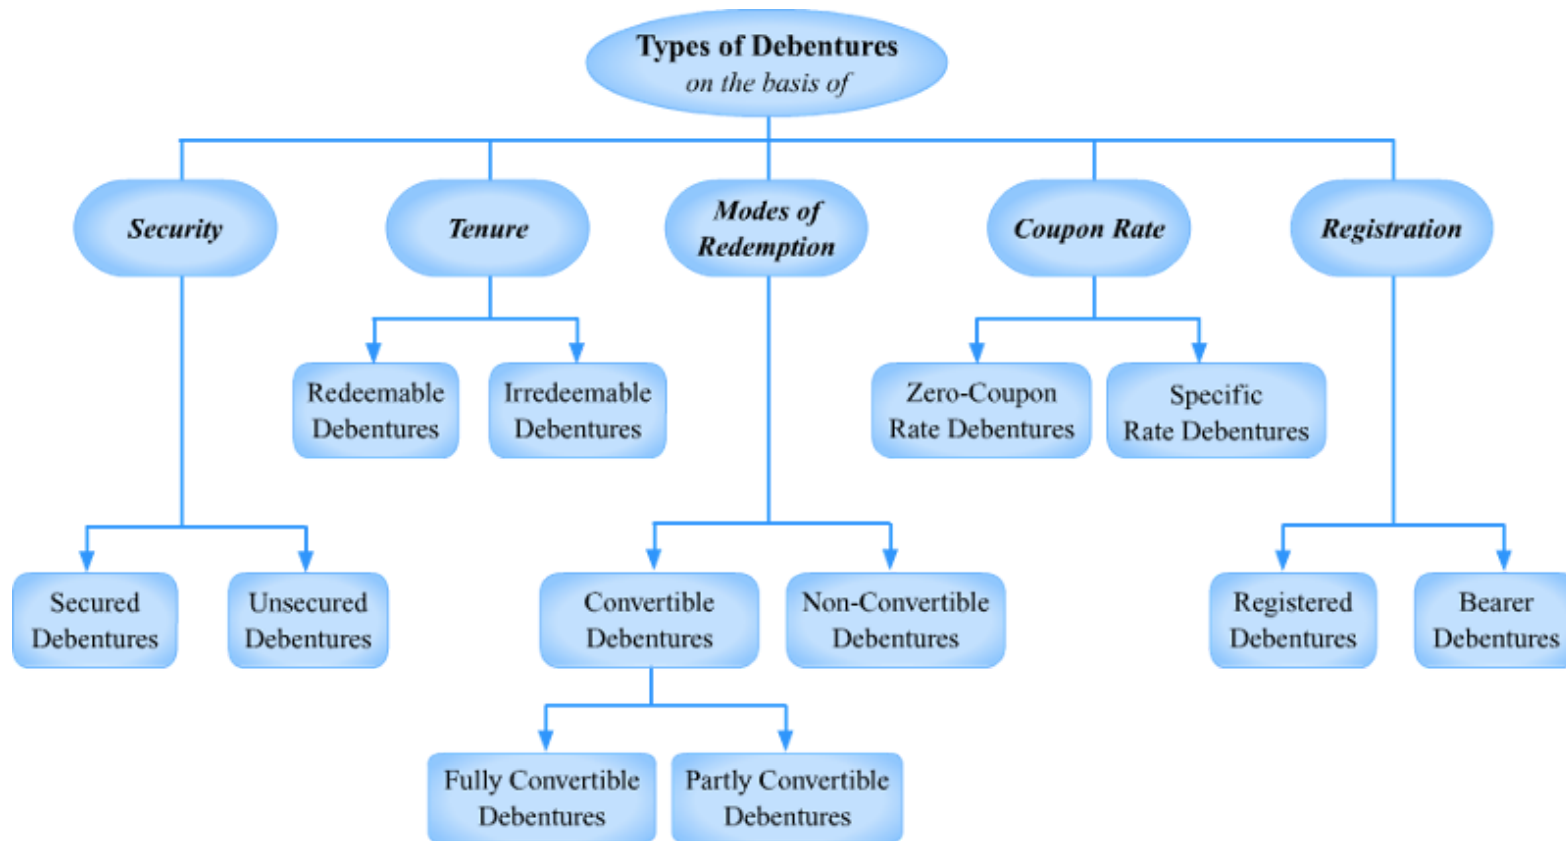 Types of Debentures
on the basis of
Security
Tenure
Modes of
Redemption
Coupon Rate
Registration
Redeemable
Debentures
Irredeemable
Debentures
Zero-Coupon
Rate Debentures
Specific
Rate Debentures
Secured
Debentures
Unsecured
Debentures
Convertible
Debentures
Non-Convertible
Debentures
Registered
Debentures
Bearer
Debentures
Fully Convertible
Debentures
Partly Convertible
Debentures